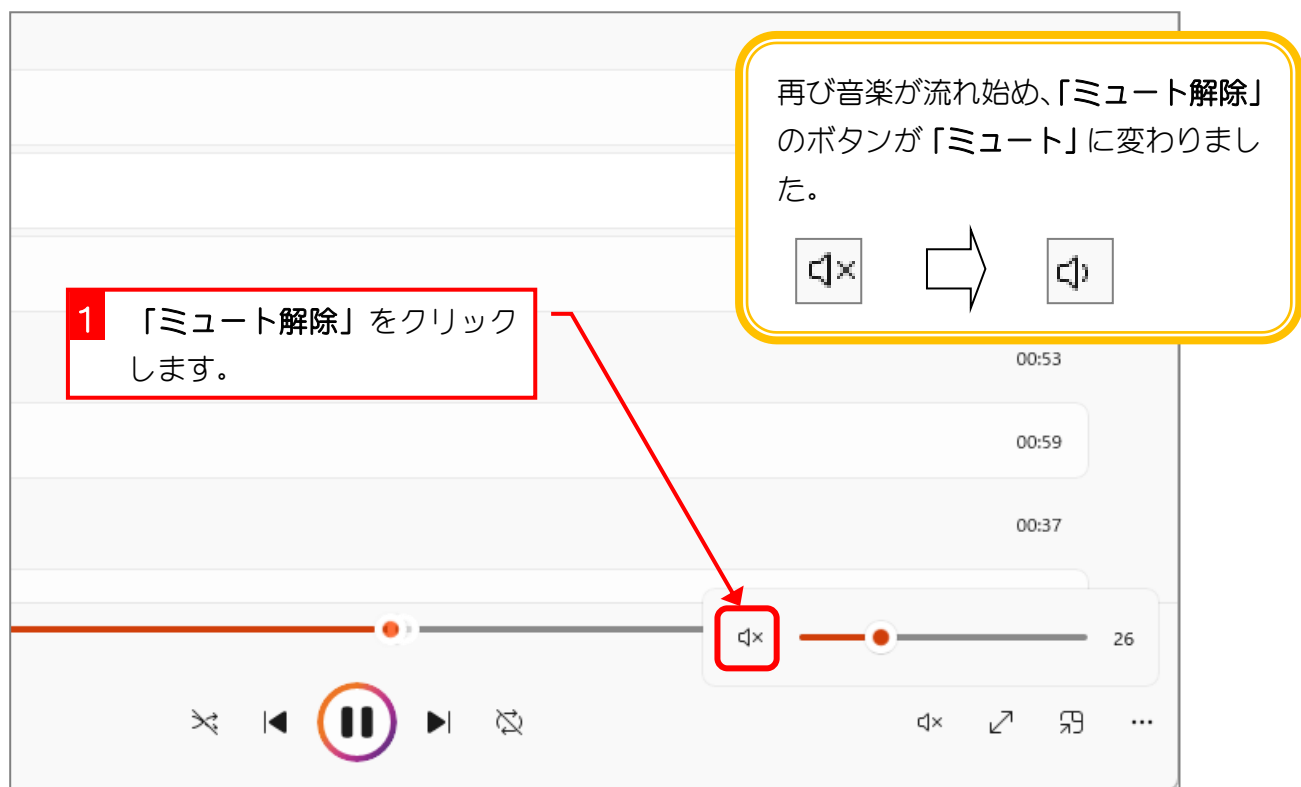 再び音楽が流れ始め、「ミュート解除」
のボタンが「ミュート」に変わりまし
た。
1 「ミュート解除」をクリック
します。
00:53
00:59
00:37
26